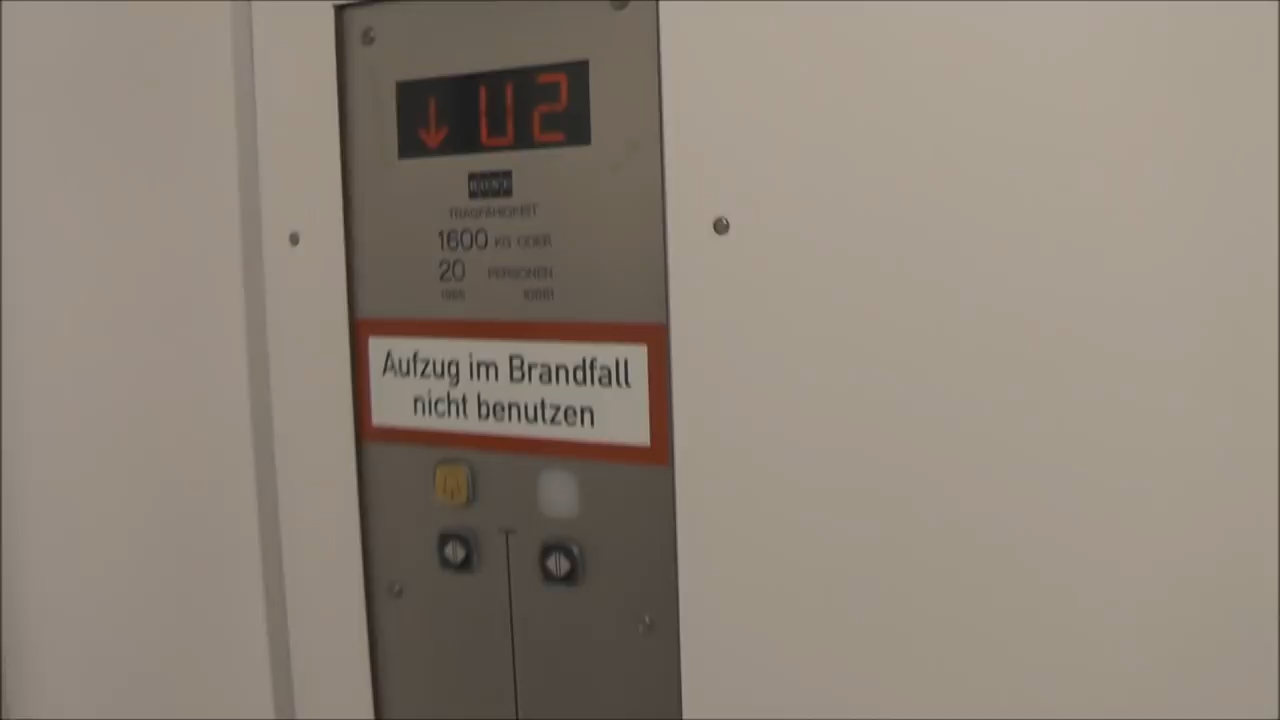 ↓ U2
TRAGFÄHIGKEIT
1600 KG ODER
20 PERSONEN
Aufzug im Brandfall
nicht benutzen